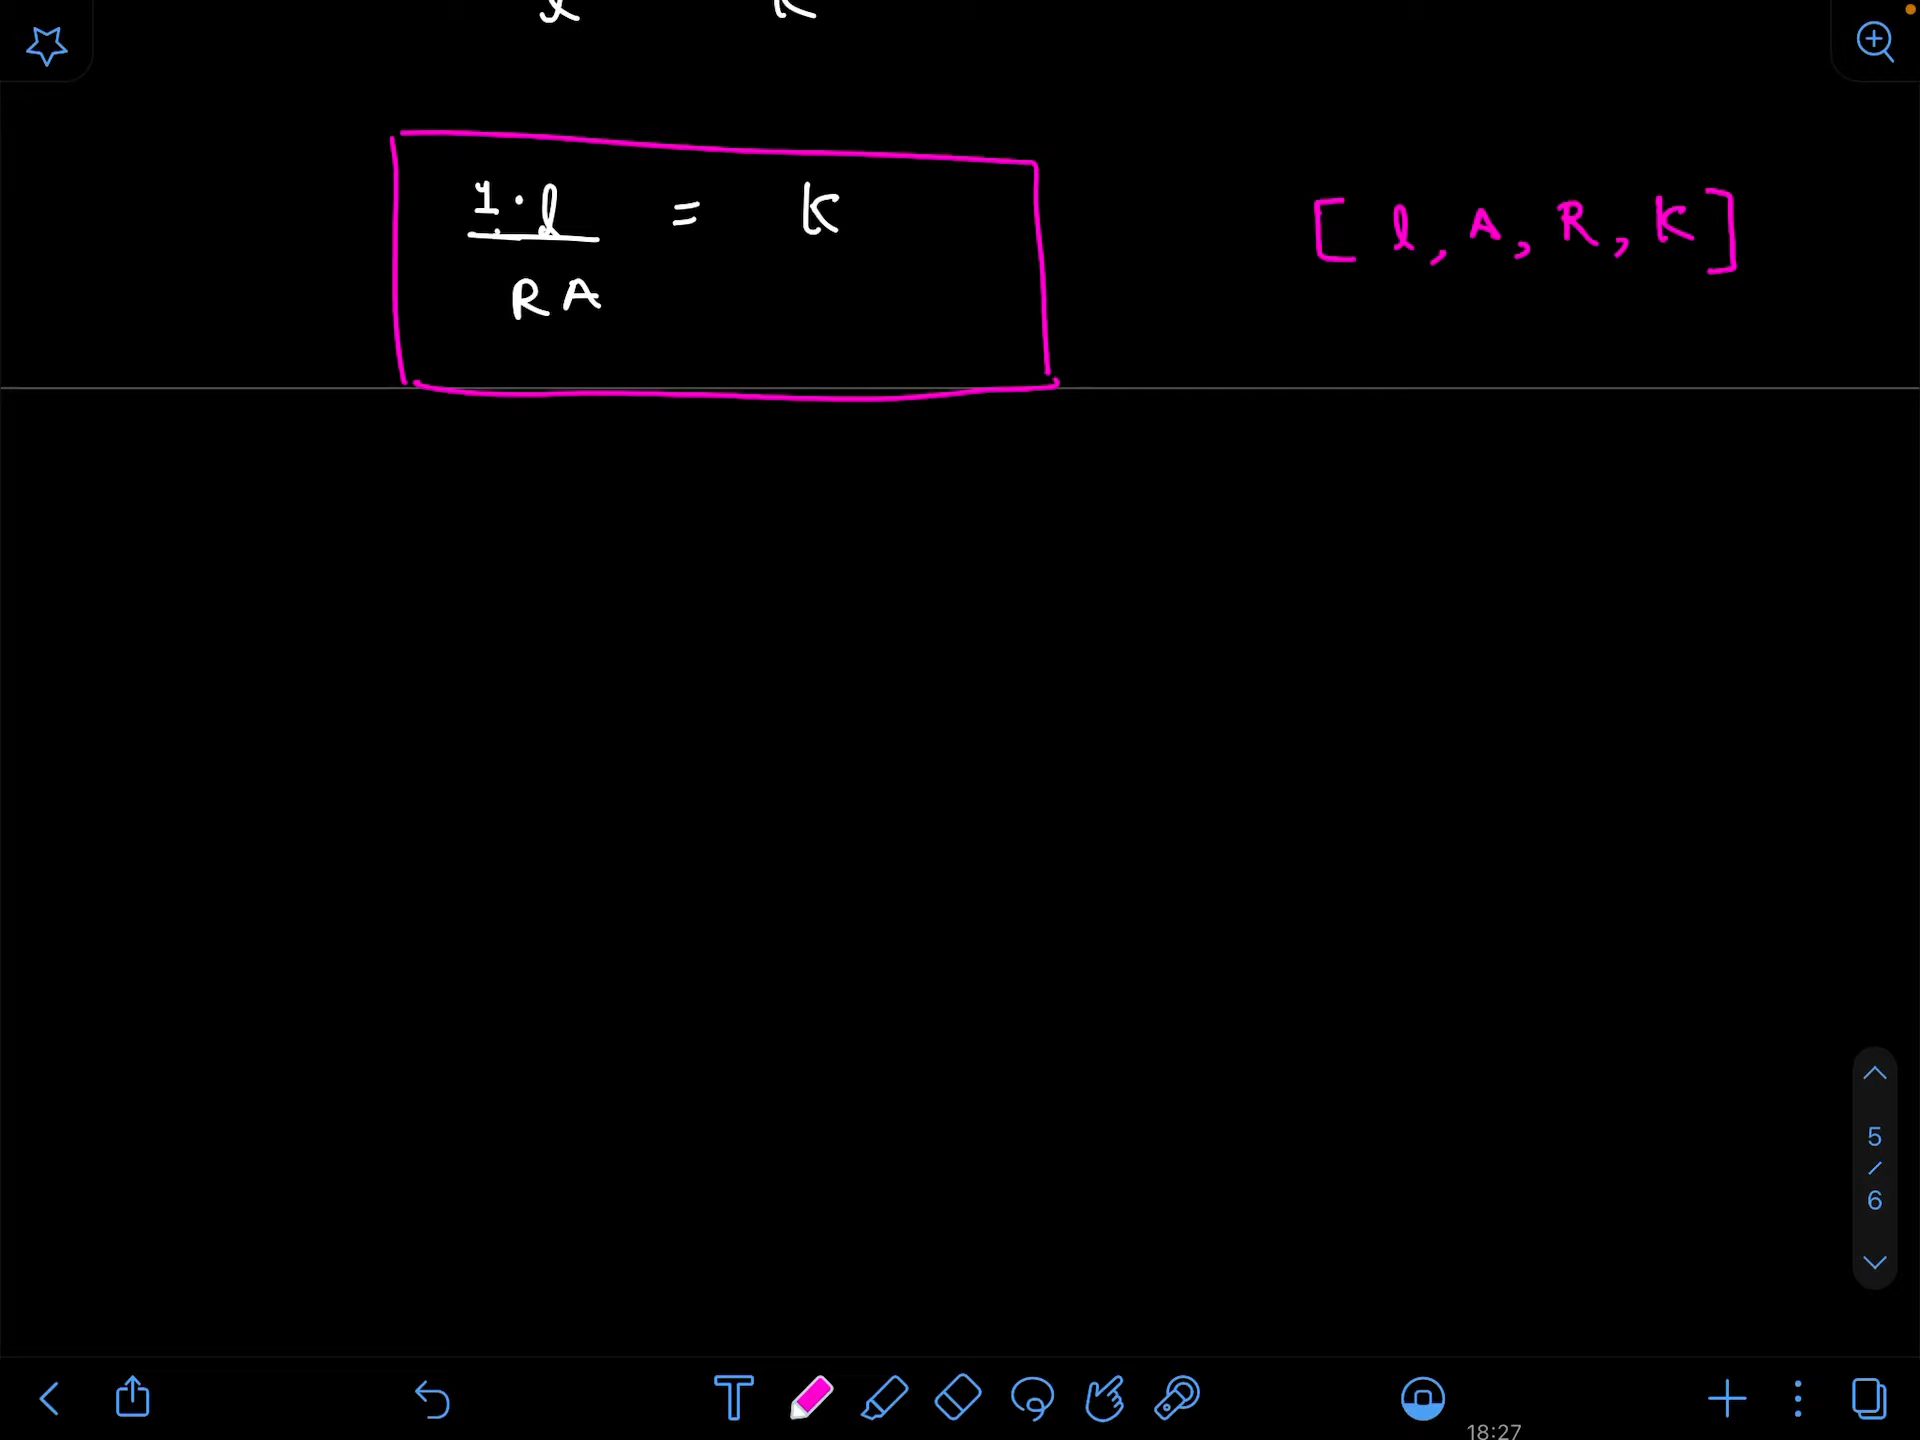 1 · l = K
RA
[ l, A, R, K ]
5
/
6
T
18:27